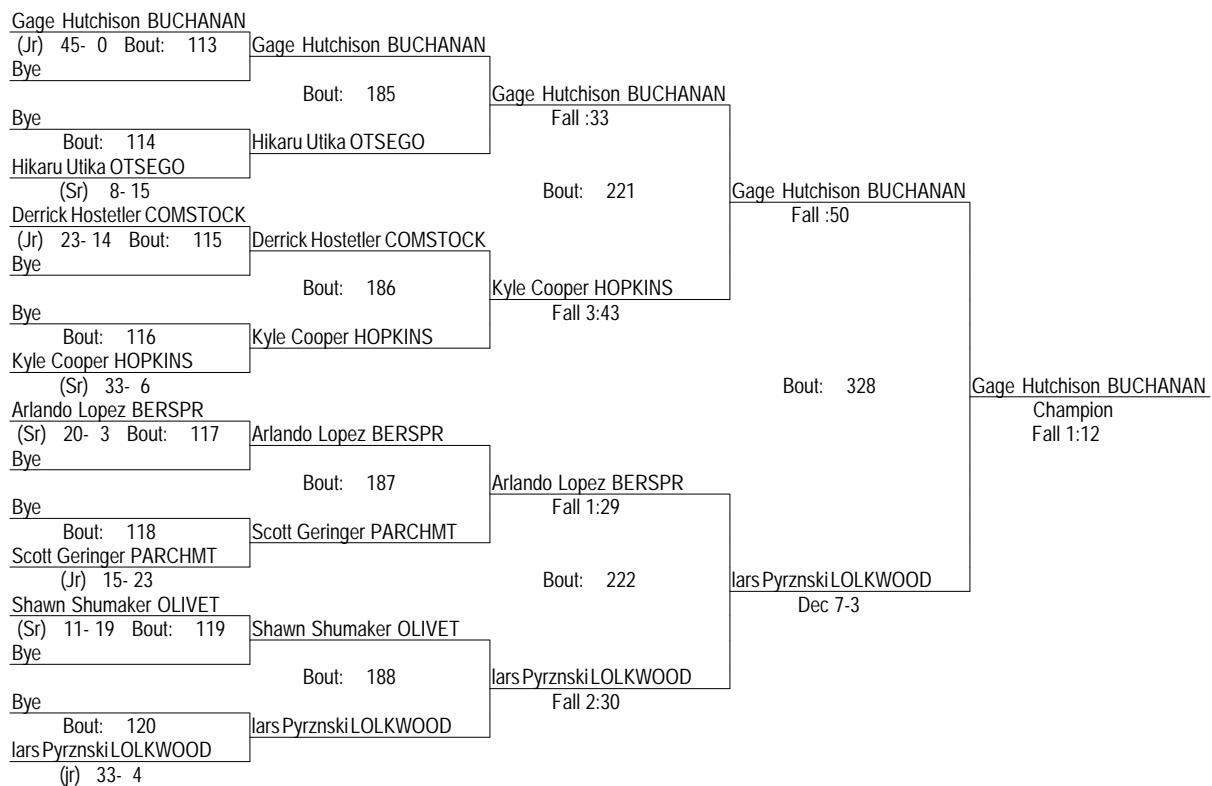 Gage Hutchison BUCHANAN
(Jr) 45- 0 Bout: 113
Bye
Gage Hutchison BUCHANAN
Bout: 185
Bye
Bout: 114
Hikaru Utika OTSEGO
(Sr) 8- 15
Hikaru Utika OTSEGO
Gage Hutchison BUCHANAN
Fall :33
Derrick Hostetler COMSTOCK
(Jr) 23- 14 Bout: 115
Bye
Derrick Hostetler COMSTOCK
Bout: 186
Bye
Bout: 116
Kyle Cooper HOPKINS
(Sr) 33- 6
Kyle Cooper HOPKINS
Kyle Cooper HOPKINS
Fall 3:43
Bout: 221
Gage Hutchison BUCHANAN
Fall :50
Arlando Lopez BERSPR
(Sr) 20- 3 Bout: 117
Bye
Arlando Lopez BERSPR
Bout: 187
Bye
Bout: 118
Scott Geringer PARCHMT
(Jr) 15- 23
Scott Geringer PARCHMT
Arlando Lopez BERSPR
Fall 1:29
Shawn Shumaker OLIVET
(Sr) 11- 19 Bout: 119
Bye
Shawn Shumaker OLIVET
Bout: 188
Bye
Bout: 120
lars Pyrznski LOLKWOOD
(jr) 33- 4
lars Pyrznski LOLKWOOD
lars Pyrznski LOLKWOOD
Fall 2:30
Bout: 222
lars Pyrznski LOLKWOOD
Dec 7-3
Bout: 328
Gage Hutchison BUCHANAN
Champion
Fall 1:12